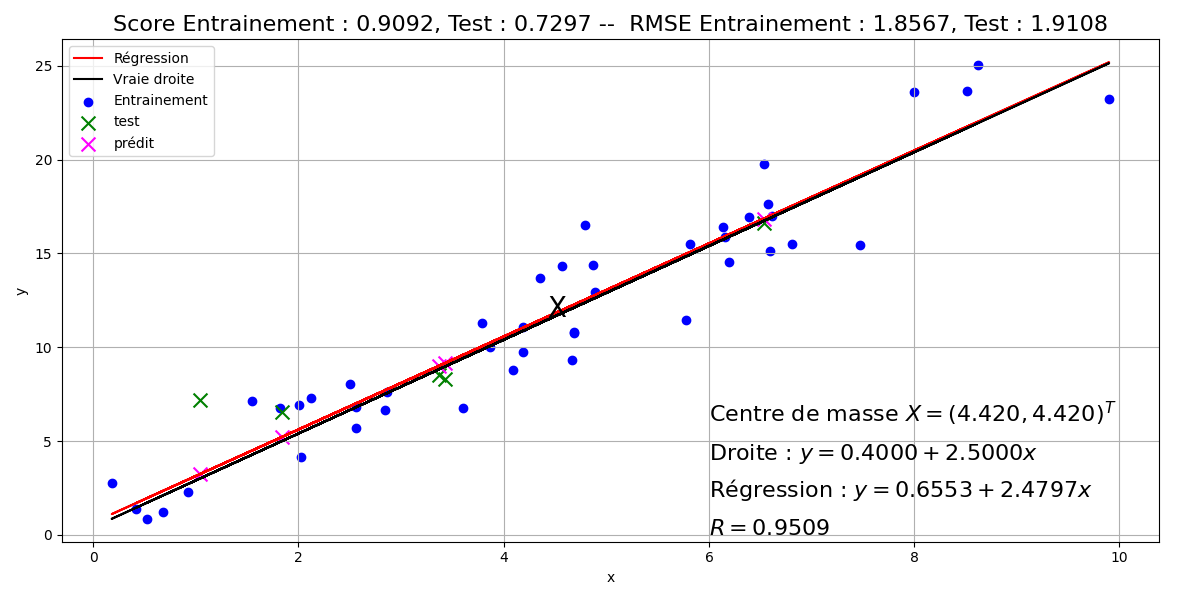 Score Entrainement : 0.9092, Test : 0.7297 -- RMSE Entrainement : 1.8567, Test : 1.9108
Régression
Vraie droite
Entrainement
test
prédit
25
20
15
10
5
0
y
X
Centre de masse X = (4.420, 4.420)^T
Droite : y = 0.4000 + 2.5000x
Régression : y = 0.6553 + 2.4797x
R = 0.9509
0 2 4 6 8 10
x